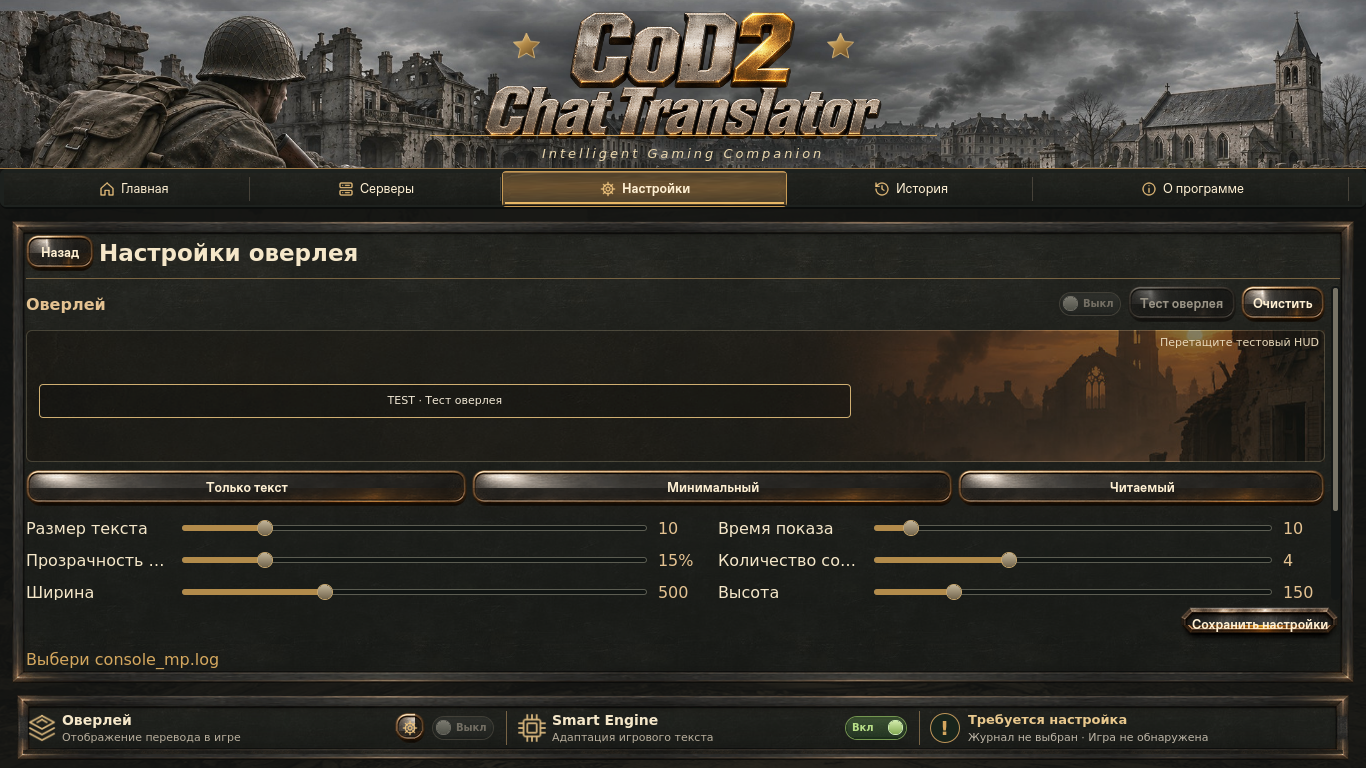 CoD2
Chat Translator
Intelligent Gaming Companion
Главная
Серверы
Настройки
История
О программе
Назад
Настройки оверлея
Оверлей
Выкл
Тест оверлея
Очистить
Перетащите тестовый HUD
TEST · Тест оверлея
Только текст
Минимальный
Читаемый
Размер текста
10
Время показа
10
Прозрачность ...
15%
Количество со...
4
Ширина
500
Высота
150
Сохранить настройки
Выбери console_mp.log
Оверлей
Отображение перевода в игре
Выкл
Smart Engine
Адаптация игрового текста
Вкл
Требуется настройка
Журнал не выбран · Игра не обнаружена